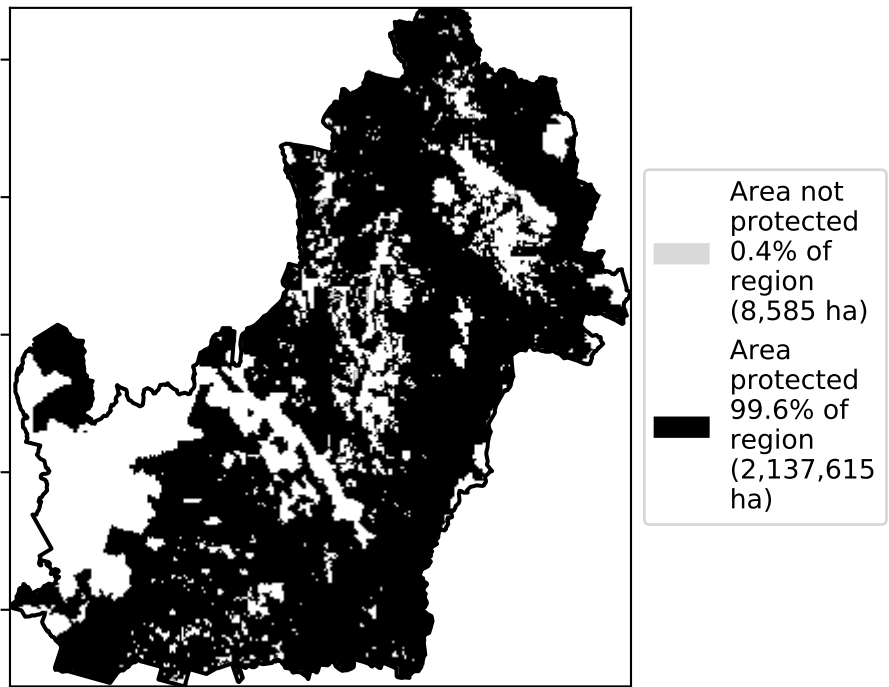 Area not
protected
0.4% of
region
(8,585 ha)
Area
protected
99.6% of
region
(2,137,615
ha)